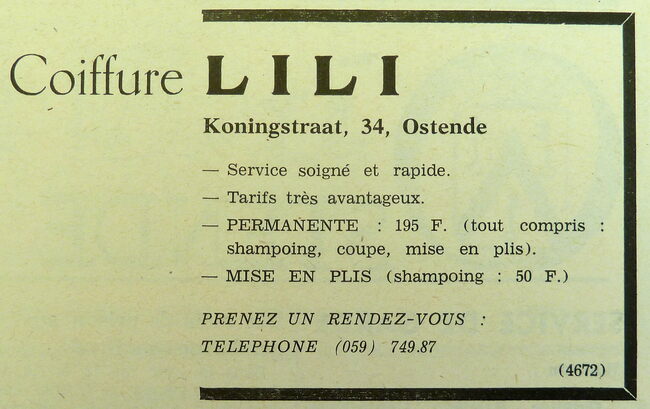 Coiffure LILI
Koningstraat, 34, Ostende
— Service soigné et rapide.
— Tarifs très avantageux.
— PERMANENTE : 195 F. (tout compris :
shampoing, coupe, mise en plis).
— MISE EN PLIS (shampoing : 50 F.)
PRENEZ UN RENDEZ-VOUS :
TELEPHONE (059) 749.87
(4672)